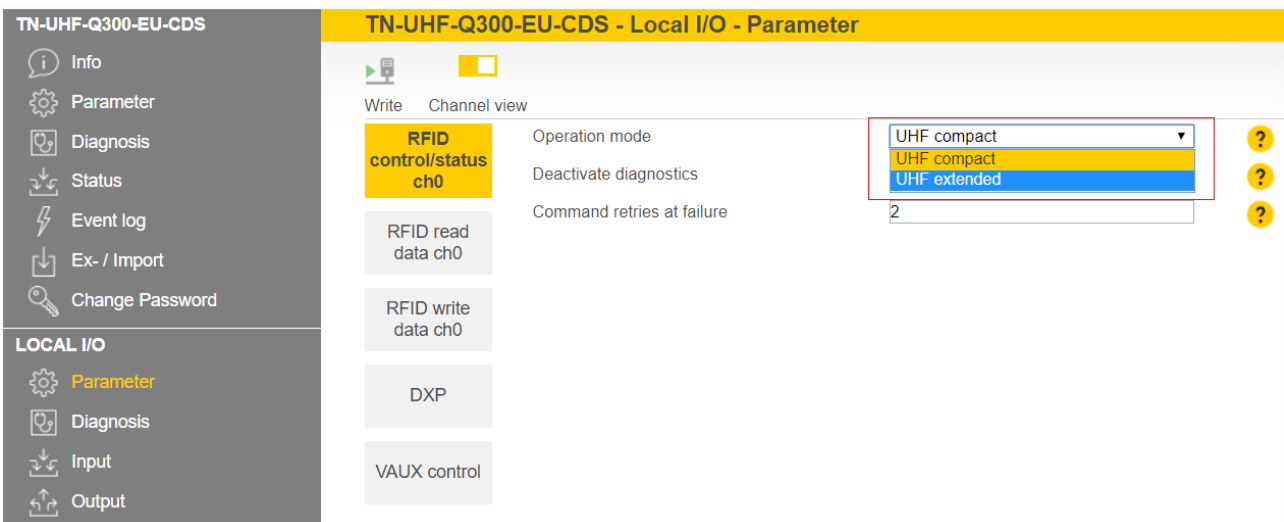 TN-UHF-Q300-EU-CDS
Info
Parameter
Diagnosis
Status
Event log
Ex- / Import
Change Password
LOCAL I/O
Parameter
Diagnosis
Input
Output
TN-UHF-Q300-EU-CDS - Local I/O - Parameter
Write Channel view
RFID
control/status
ch0
RFID read
data ch0
RFID write
data ch0
DXP
VAUX control
Operation mode
UHF compact
?
UHF compact
UHF extended
Deactivate diagnostics
?
Command retries at failure
2
?